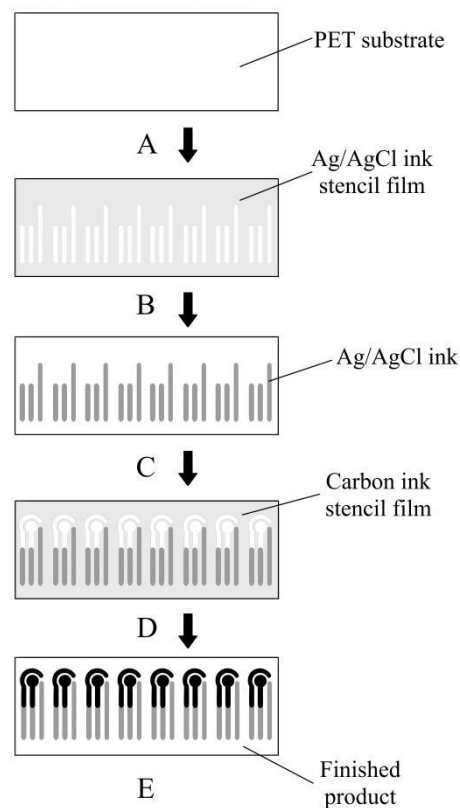 PET substrate
A
Ag/AgCl ink
stencil film
B
Ag/AgCl ink
C
Carbon ink
stencil film
D
E
Finished
product